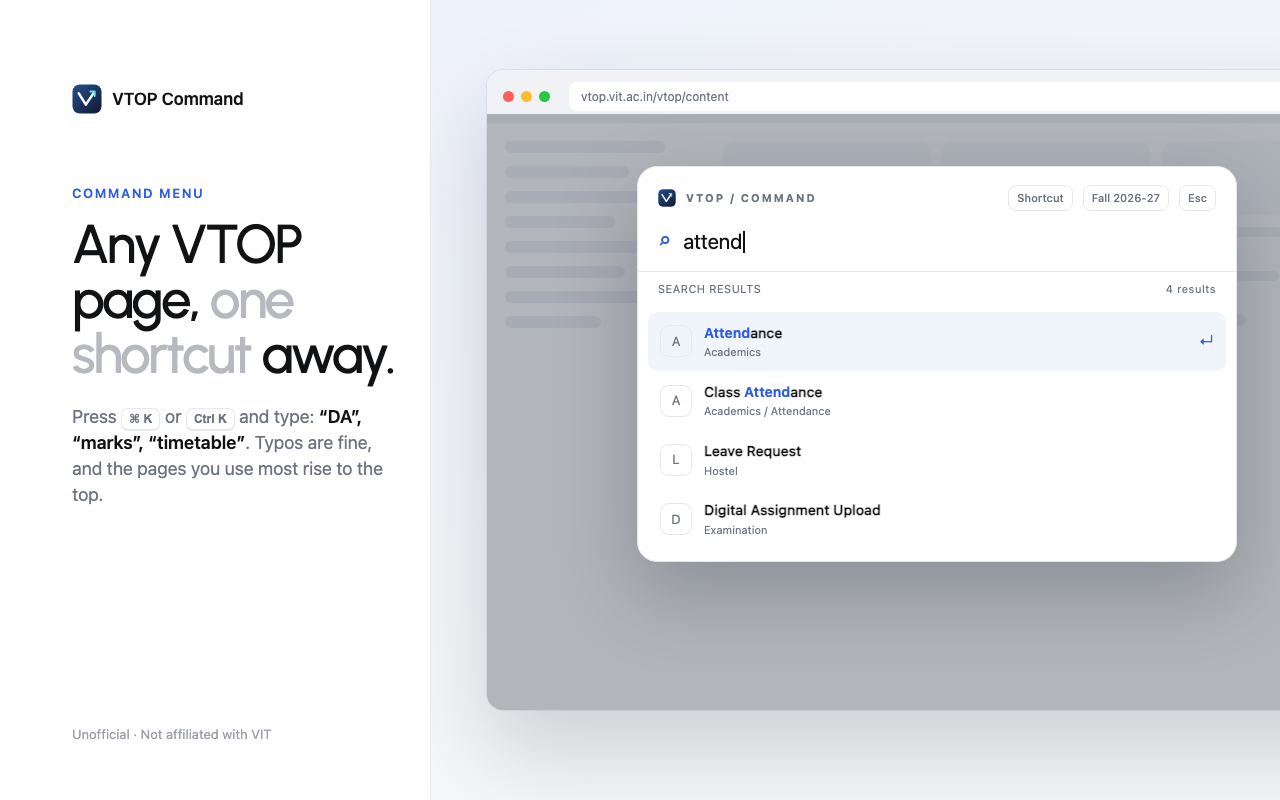 VTOP Command
COMMAND MENU
Any VTOP
page, one
shortcut away.
Press ⌘ K or Ctrl K and type: “DA”,
“marks”, “timetable”. Typos are fine,
and the pages you use most rise to the
top.
Unofficial · Not affiliated with VIT
vtop.vit.ac.in/vtop/content
VTOP / COMMAND
Shortcut
Fall 2026-27
Esc
attend
SEARCH RESULTS
4 results
A
Attendance
Academics
A
Class Attendance
Academics / Attendance
L
Leave Request
Hostel
D
Digital Assignment Upload
Examination